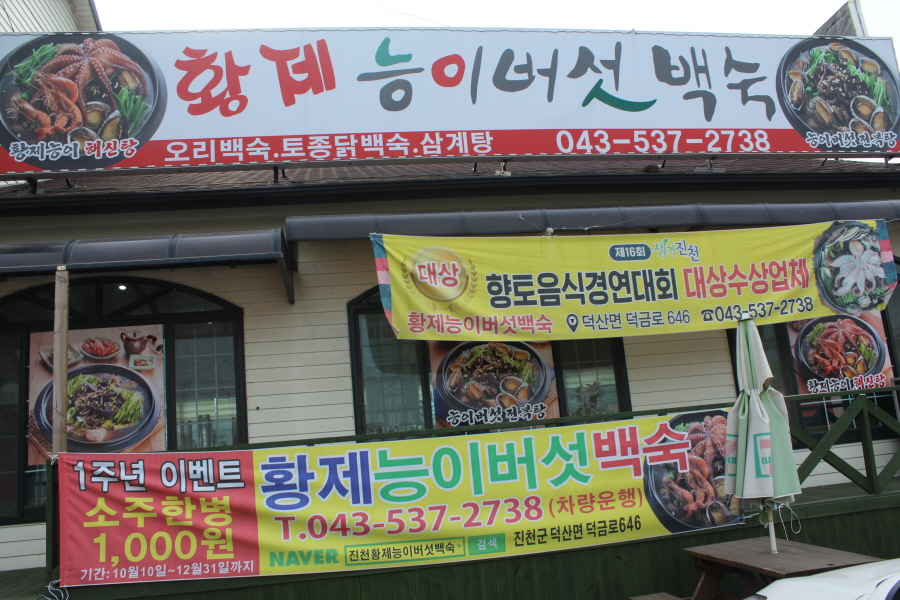 황제 능이버섯 백숙
황제능이 해진탕
오리백숙.토종닭백숙.삼계탕
043-537-2738
능이버섯 전복탕
제16회 생거진천
대상
향토음식경연대회 대상수상업체
황제능이버섯백숙
덕산면 덕금로 646
☎043-537-2738
능이버섯 전복탕
황제능이 해진탕
1주년 이벤트
소주한병
1,000원
기간: 10월10일~12월31일까지
황제능이버섯백숙
T.043-537-2738 (차량운행)
NAVER 진천황제능이버섯백숙 검색
진천군 덕산면 덕금로646